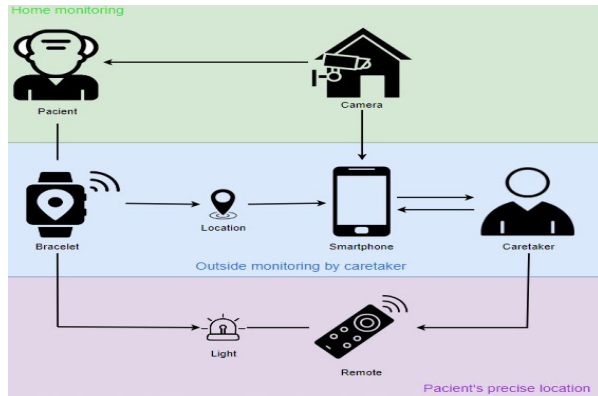 Home monitoring
Pacient
Camera
Bracelet
Location
Smartphone
Caretaker
Outside monitoring by caretaker
Light
Remote
Pacient's precise location